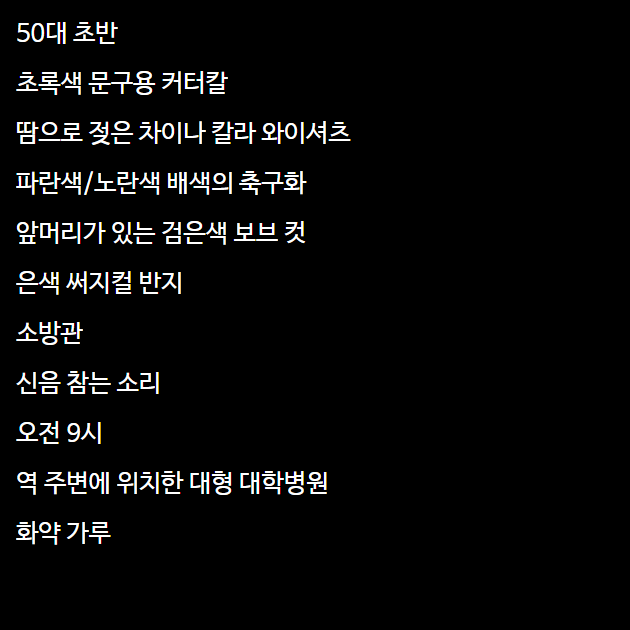 50대 초반
초록색 문구용 커터칼
땀으로 젖은 차이나 칼라 와이셔츠
파란색/노란색 배색의 축구화
앞머리가 있는 검은색 보브 컷
은색 써지컬 반지
소방관
신음 참는 소리
오전 9시
역 주변에 위치한 대형 대학병원
화약 가루